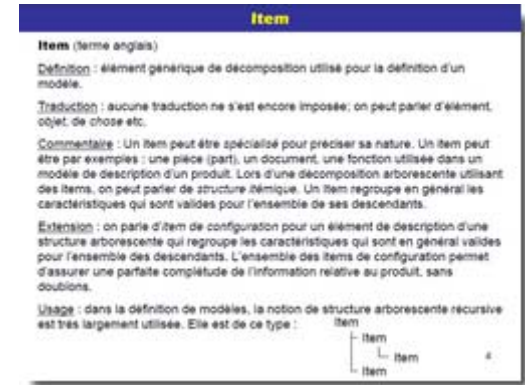 Item
Item (terme anglais)
Définition : élément générique de décomposition utilisé pour la définition d'un
modèle.
Traduction : aucune traduction ne s'est encore imposée; on peut parler d'élément,
objet, de chose etc.
Commentaire : Un Item peut être spécialisé pour préciser sa nature. Un item peut
être par exemples : une pièce (part), un document, une fonction utilisée dans un
modèle de description d'un produit. Lors d'une décomposition arborescente utilisant
des items, on peut parler de structure itémique. Un Item regroupe en général les
caractéristiques qui sont valides pour l'ensemble de ses descendants.
Extension : on parle d'item de configuration pour un élément de description d'une
structure arborescente qui regroupe les caractéristiques qui sont en général valides
pour l'ensemble des descendants. L'ensemble des items de configuration permet
d'assurer une parfaite complétude de l'information relative au produit, sans
doublons.
Usage : dans la définition de modèles, la notion de structure arborescente récursive
est très largement utilisée. Elle est de ce type :
Item
Item
Item
Item
4